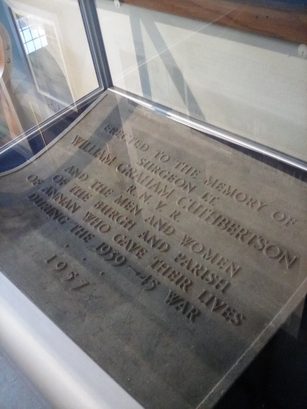 ERECTED TO THE MEMORY OF
SURGEON LT.
WILLIAM GRAHAM CUTHBERTSON
R. N. V. R.
AND THE MEN AND WOMEN
OF THE BURGH AND PARISH
OF ANNAN WHO GAVE THEIR LIVES
DURING THE 1939-45 WAR
1951